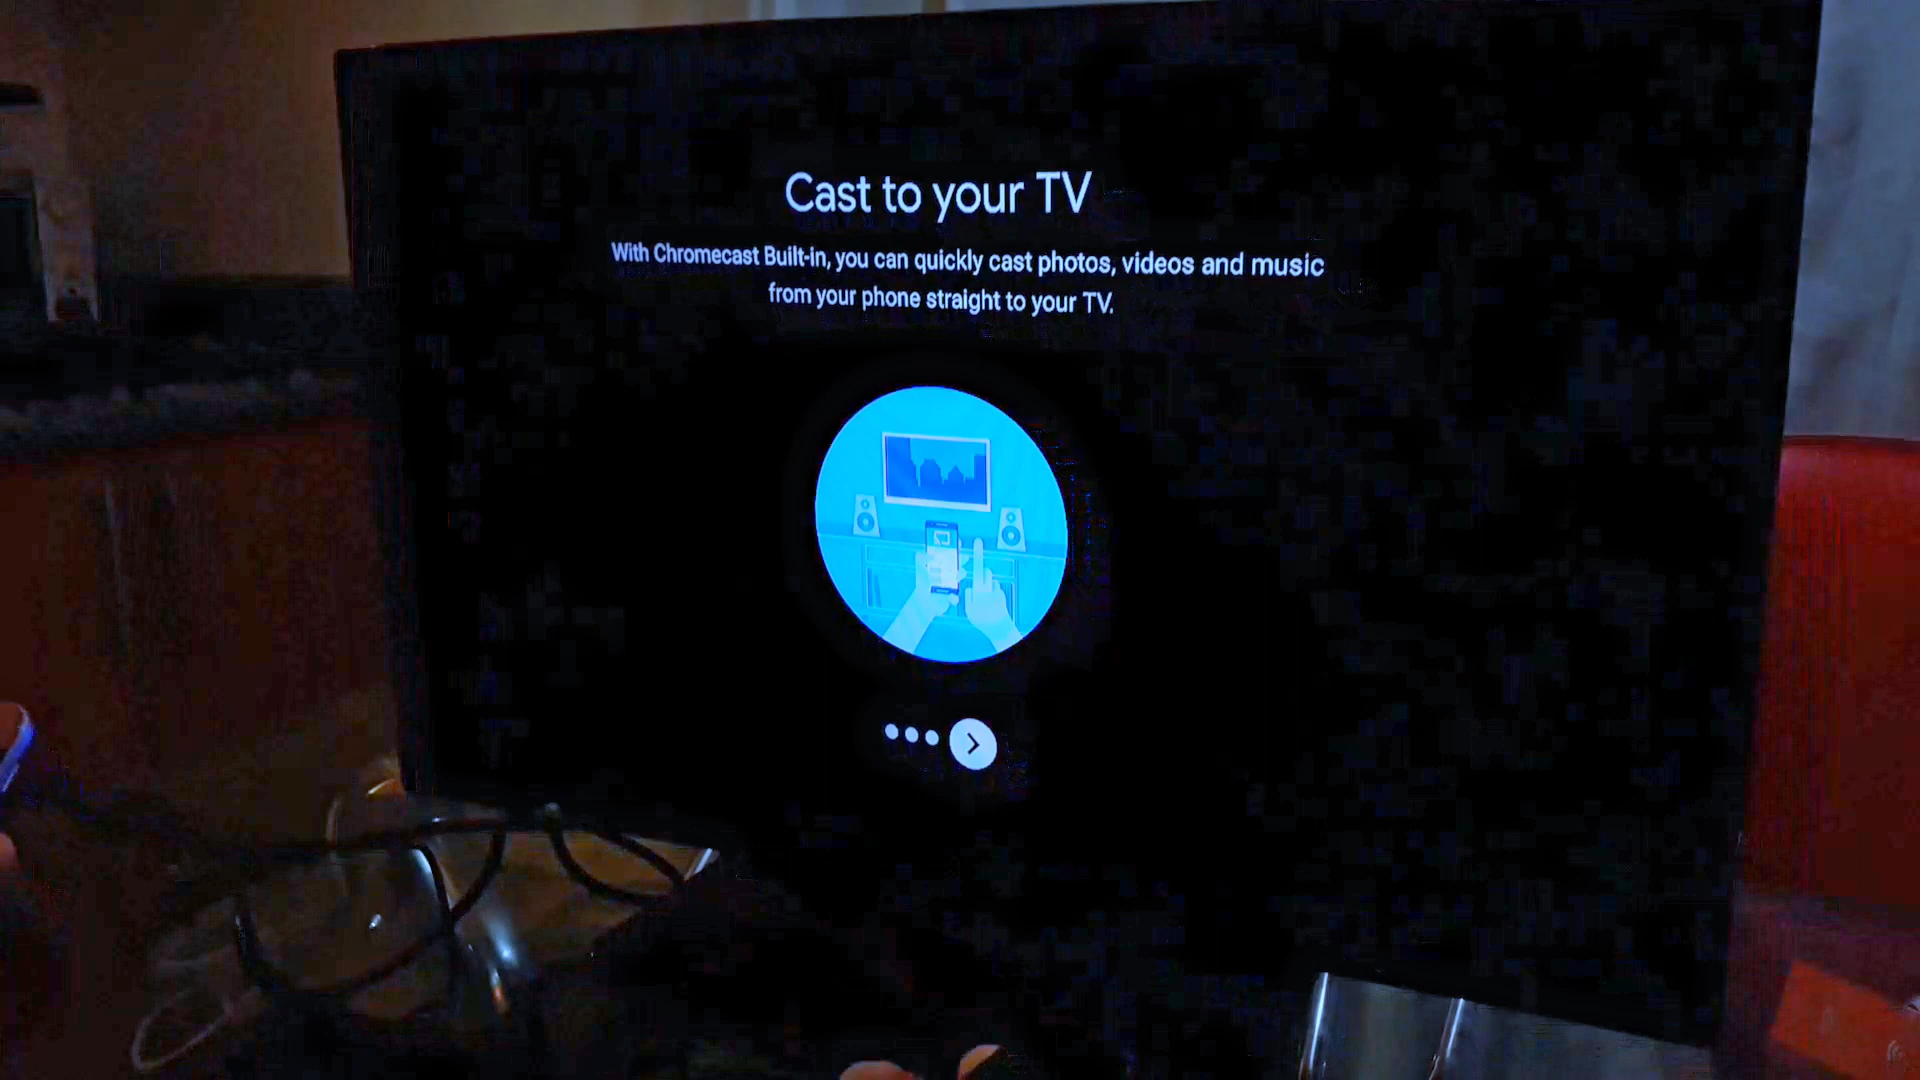 Cast to your TV
With Chromecast Built-in, you can quickly cast photos, videos and music
from your phone straight to your TV.